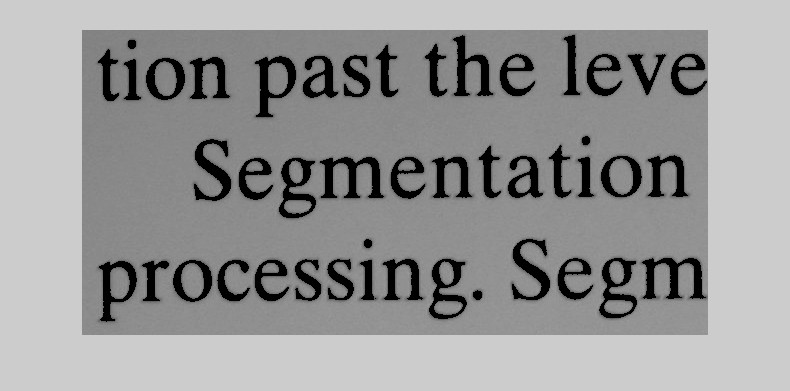 tion past the leve
Segmentation
processing. Segm